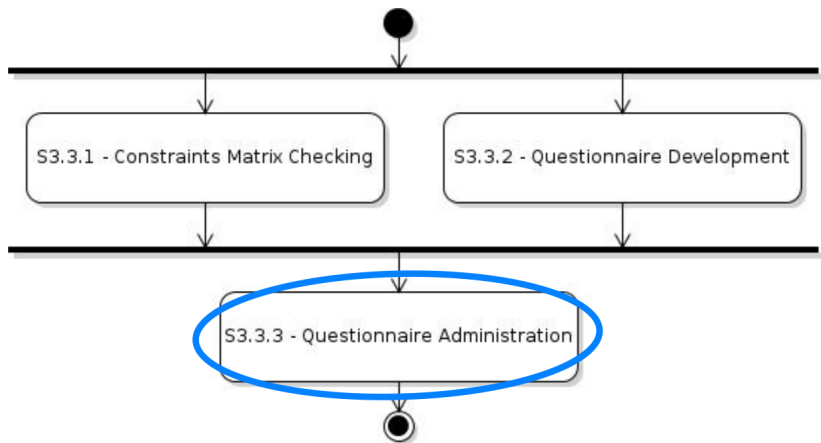 S3.3.1 - Constraints Matrix Checking
S3.3.2 - Questionnaire Development
S3.3.3 - Questionnaire Administration